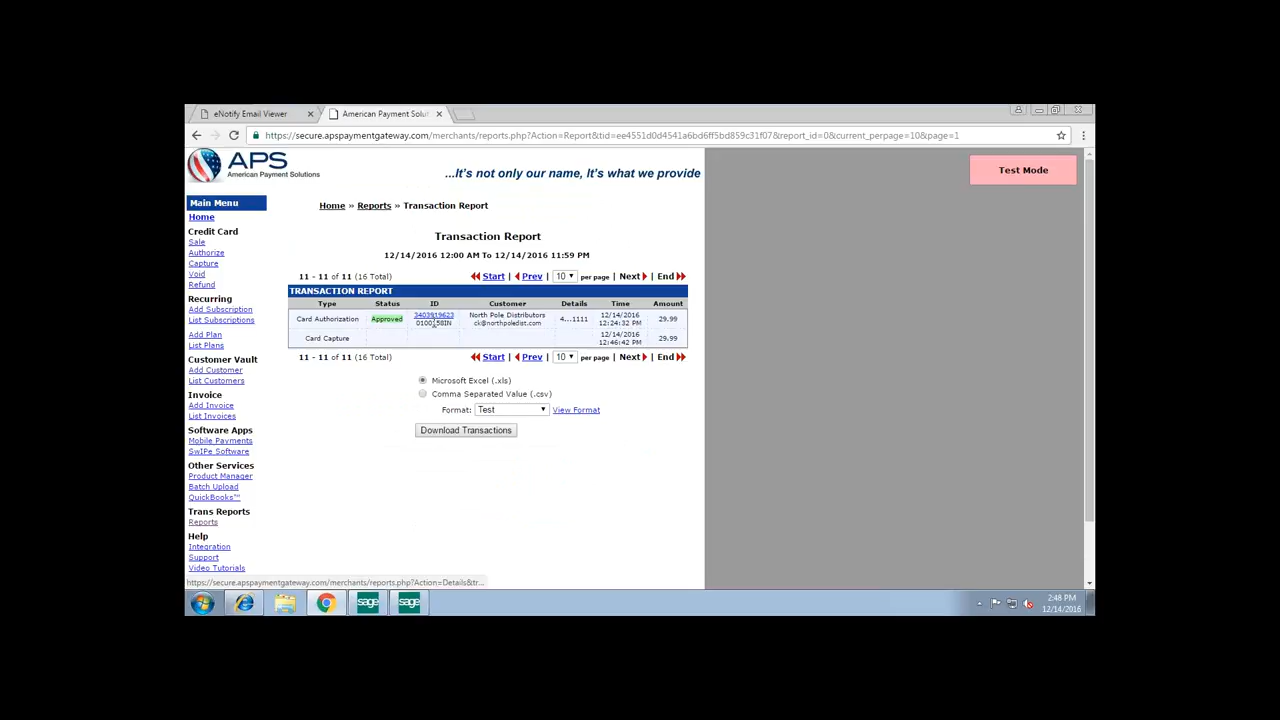 eNotify Email Viewer
American Payment Solut
https://secure.apspaymentgateway.com/merchants/reports.php?Action=Report&tid=ee4551d0d4541a6bd6ff5bd859c31f07&report_id=0&current_perpage=10&page=1
APS
American Payment Solutions
...It's not only our name, It's what we provide
Test Mode
Main Menu
Home
Credit Card
Sale
Authorize
Capture
Void
Refund
Recurring
Add Subscription
List Subscriptions
Add Plan
List Plans
Customer Vault
Add Customer
List Customers
Invoice
Add Invoice
List Invoices
Software Apps
Mobile Payments
SwIPe Software
Other Services
Product Manager
Batch Upload
QuickBooks™
Trans Reports
Reports
Help
Integration
Support
Video Tutorials
Home » Reports » Transaction Report
Transaction Report
12/14/2016 12:00 AM To 12/14/2016 11:59 PM
11 - 11 of 11 (16 Total) Start | Prev | 10 per page | Next | End
TRANSACTION REPORT
Type Status ID Customer Details Time Amount
Card Authorization Approved 3403919623 North Pole Distributors 4...1111 12/14/2016 29.99
ck@northpoledist.com 12:24:32 PM
Card Capture 12/14/2016 29.99
12:46:42 PM
11 - 11 of 11 (16 Total) Start | Prev | 10 per page | Next | End
Microsoft Excel (.xls)
Comma Separated Value (.csv)
Format: Test View Format
Download Transactions
https://secure.apspaymentgateway.com/merchants/reports.php?Action=Details&tr...
sage
sage
2:48 PM
12/14/2016